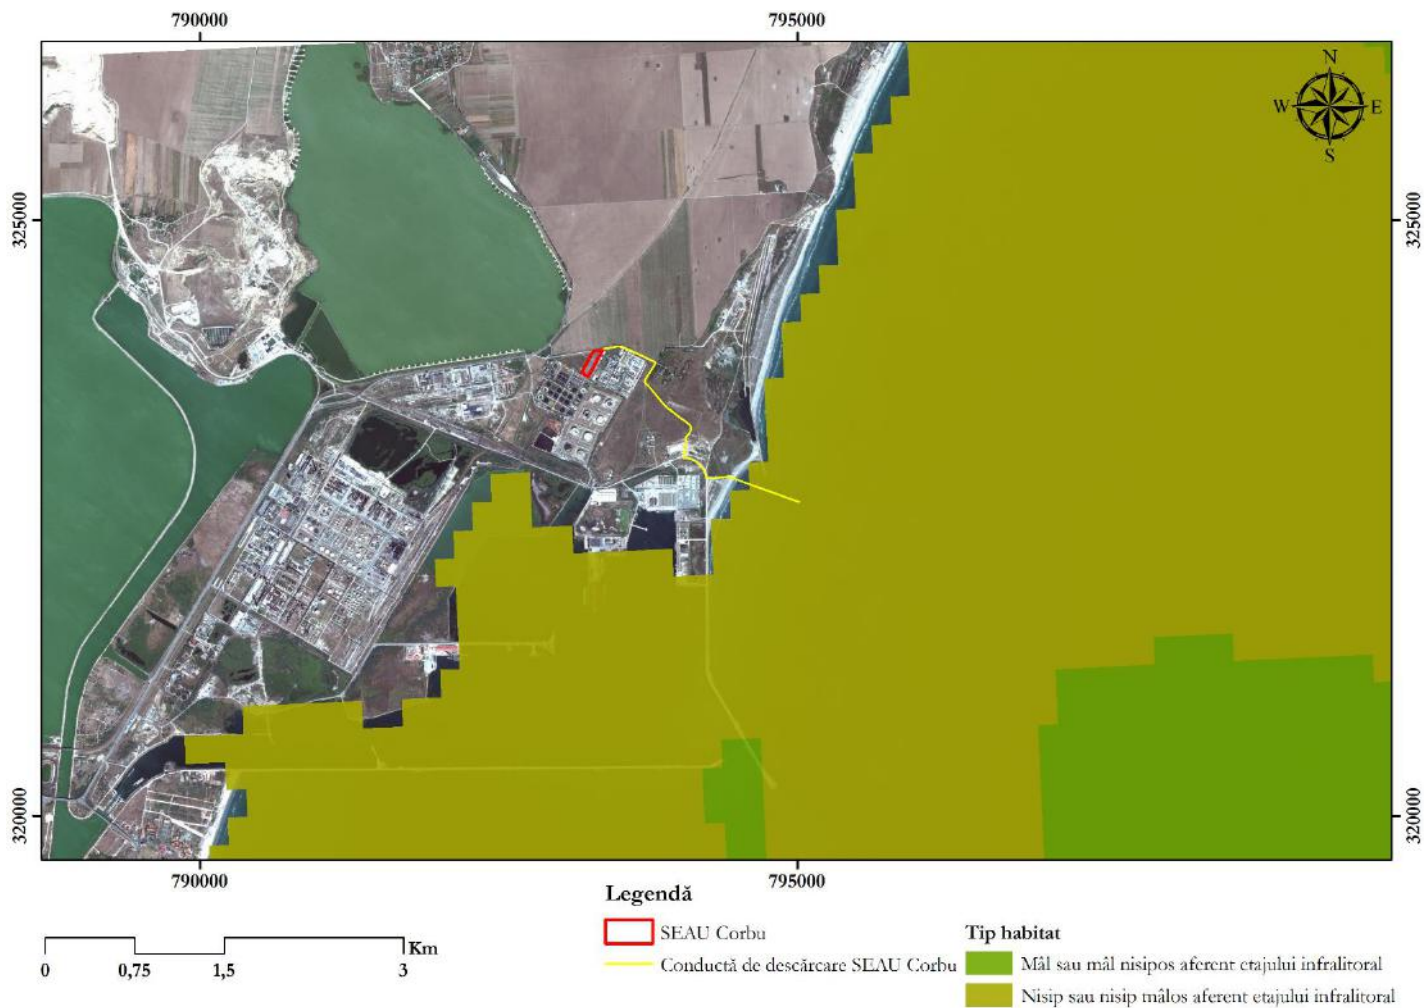 790000 795000
N
W E
S
325000 325000
320000 320000
790000 795000
Legendă
SEAU Corbu
Conductă de descărcare SEAU Corbu
Tip habitat
Mâl sau mâl nisipos aferent etajului infralitoral
Nisip sau nisip mâlos aferent etajului infralitoral
Km
0 0,75 1,5 3